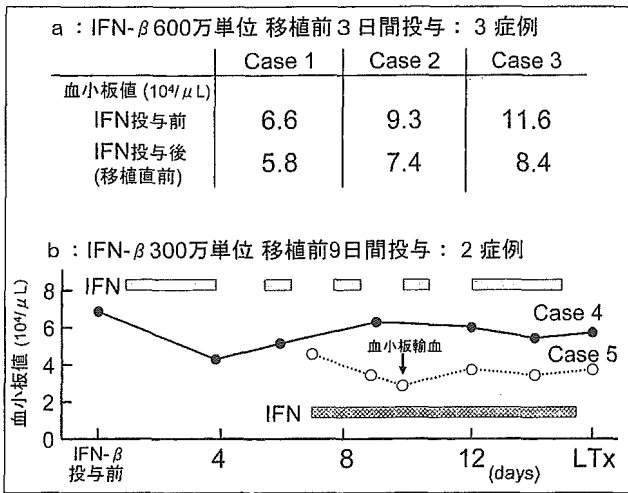 a：IFN-β600万単位 移植前３日間投与： 3 症例
Case 1 Case 2 Case 3
血小板値 (10⁴/μL)
IFN投与前 6.6 9.3 11.6
IFN投与後 5.8 7.4 8.4
(移植直前)
b：IFN-β300万単位 移植前9日間投与： 2 症例
血小板値 (10⁴/μL)
8
6
4
2
0
IFN
Case 4
血小板輸血
Case 5
IFN
IFN-β
投与前
4 8 12 LTx
(days)